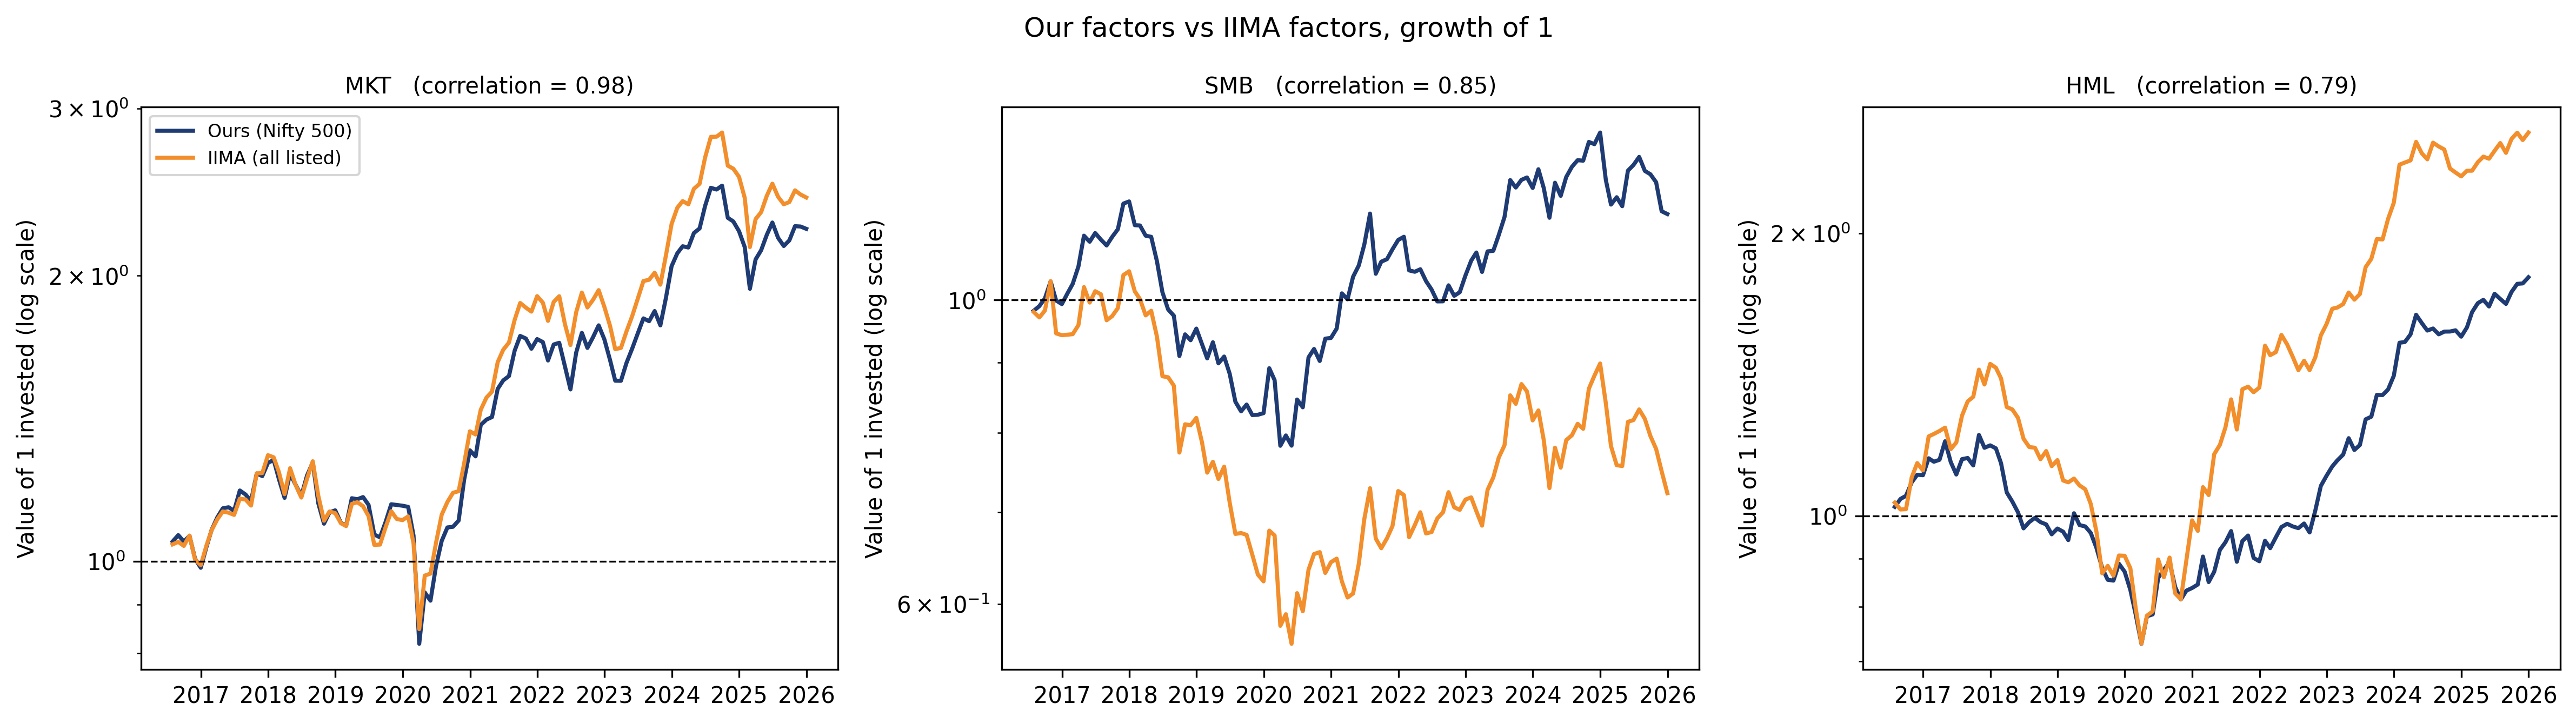 Our factors vs IIMA factors, growth of 1
MKT (correlation = 0.98)
Value of 1 invested (log scale)
3 × 10⁰
2 × 10⁰
10⁰
Ours (Nifty 500)
IIMA (all listed)
2017 2018 2019 2020 2021 2022 2023 2024 2025 2026
SMB (correlation = 0.85)
Value of 1 invested (log scale)
10⁰
6 × 10⁻¹
2017 2018 2019 2020 2021 2022 2023 2024 2025 2026
HML (correlation = 0.79)
Value of 1 invested (log scale)
2 × 10⁰
10⁰
2017 2018 2019 2020 2021 2022 2023 2024 2025 2026